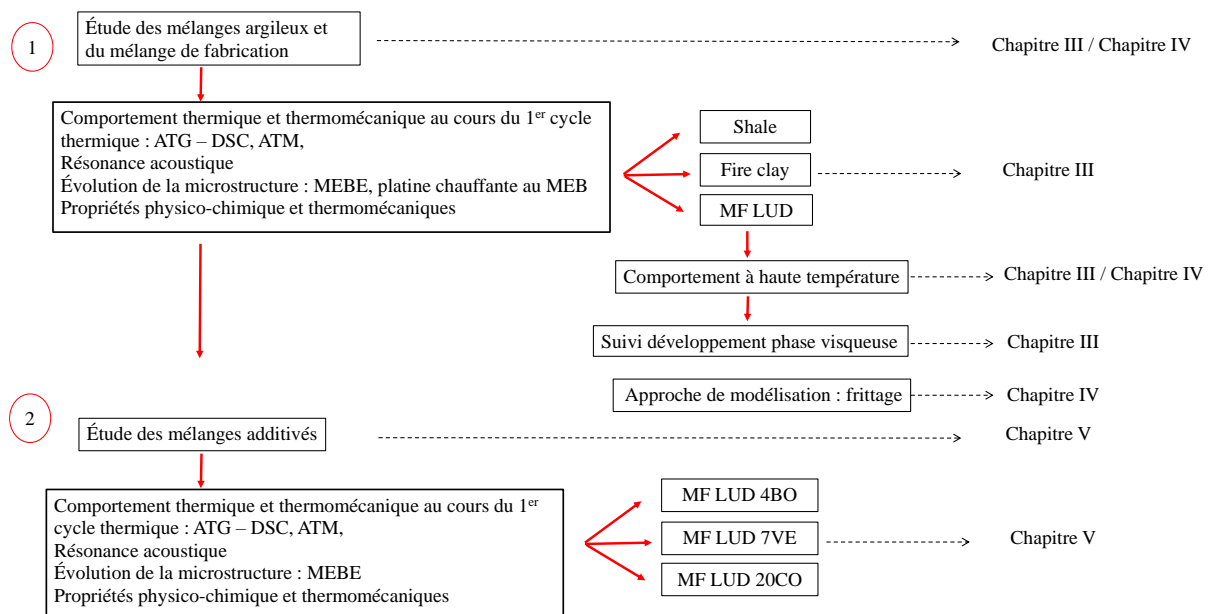 1
Étude des mélanges argileux et
du mélange de fabrication
Chapitre III / Chapitre IV
Comportement thermique et thermomécanique au cours du 1er cycle
thermique : ATG – DSC, ATM,
Résonance acoustique
Évolution de la microstructure : MEBE, platine chauffante au MEB
Propriétés physico-chimique et thermomécaniques
Shale
Fire clay
Chapitre III
MF LUD
Comportement à haute température
Chapitre III / Chapitre IV
Suivi développement phase visqueuse
Chapitre III
Approche de modélisation : frittage
Chapitre IV
2
Étude des mélanges additivés
Chapitre V
Comportement thermique et thermomécanique au cours du 1er
cycle thermique : ATG – DSC, ATM,
Résonance acoustique
Évolution de la microstructure : MEBE
Propriétés physico-chimique et thermomécaniques
MF LUD 4BO
MF LUD 7VE
Chapitre V
MF LUD 20CO